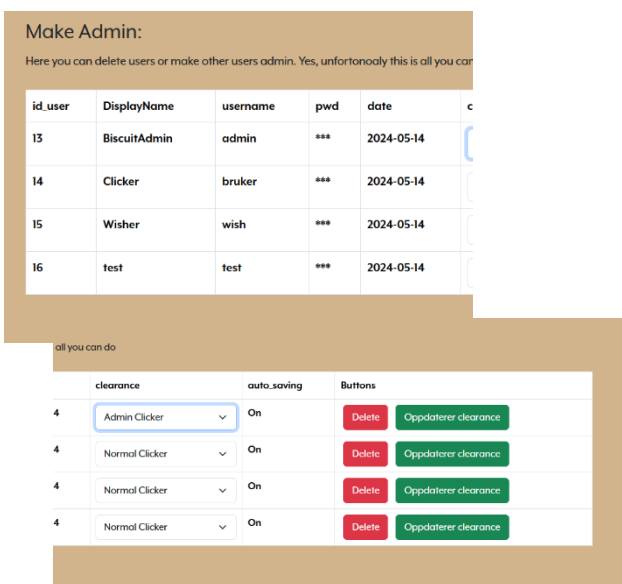 Make Admin:
Here you can delete users or make other users admin. Yes, unfortonoaly this is all you can
id_user DisplayName username pwd date c
13 BiscuitAdmin admin *** 2024-05-14
14 Clicker bruker *** 2024-05-14
15 Wisher wish *** 2024-05-14
16 test test *** 2024-05-14
all you can do
clearance auto_saving Buttons
4 Admin Clicker On Delete Oppdaterer clearance
4 Normal Clicker On Delete Oppdaterer clearance
4 Normal Clicker On Delete Oppdaterer clearance
4 Normal Clicker On Delete Oppdaterer clearance